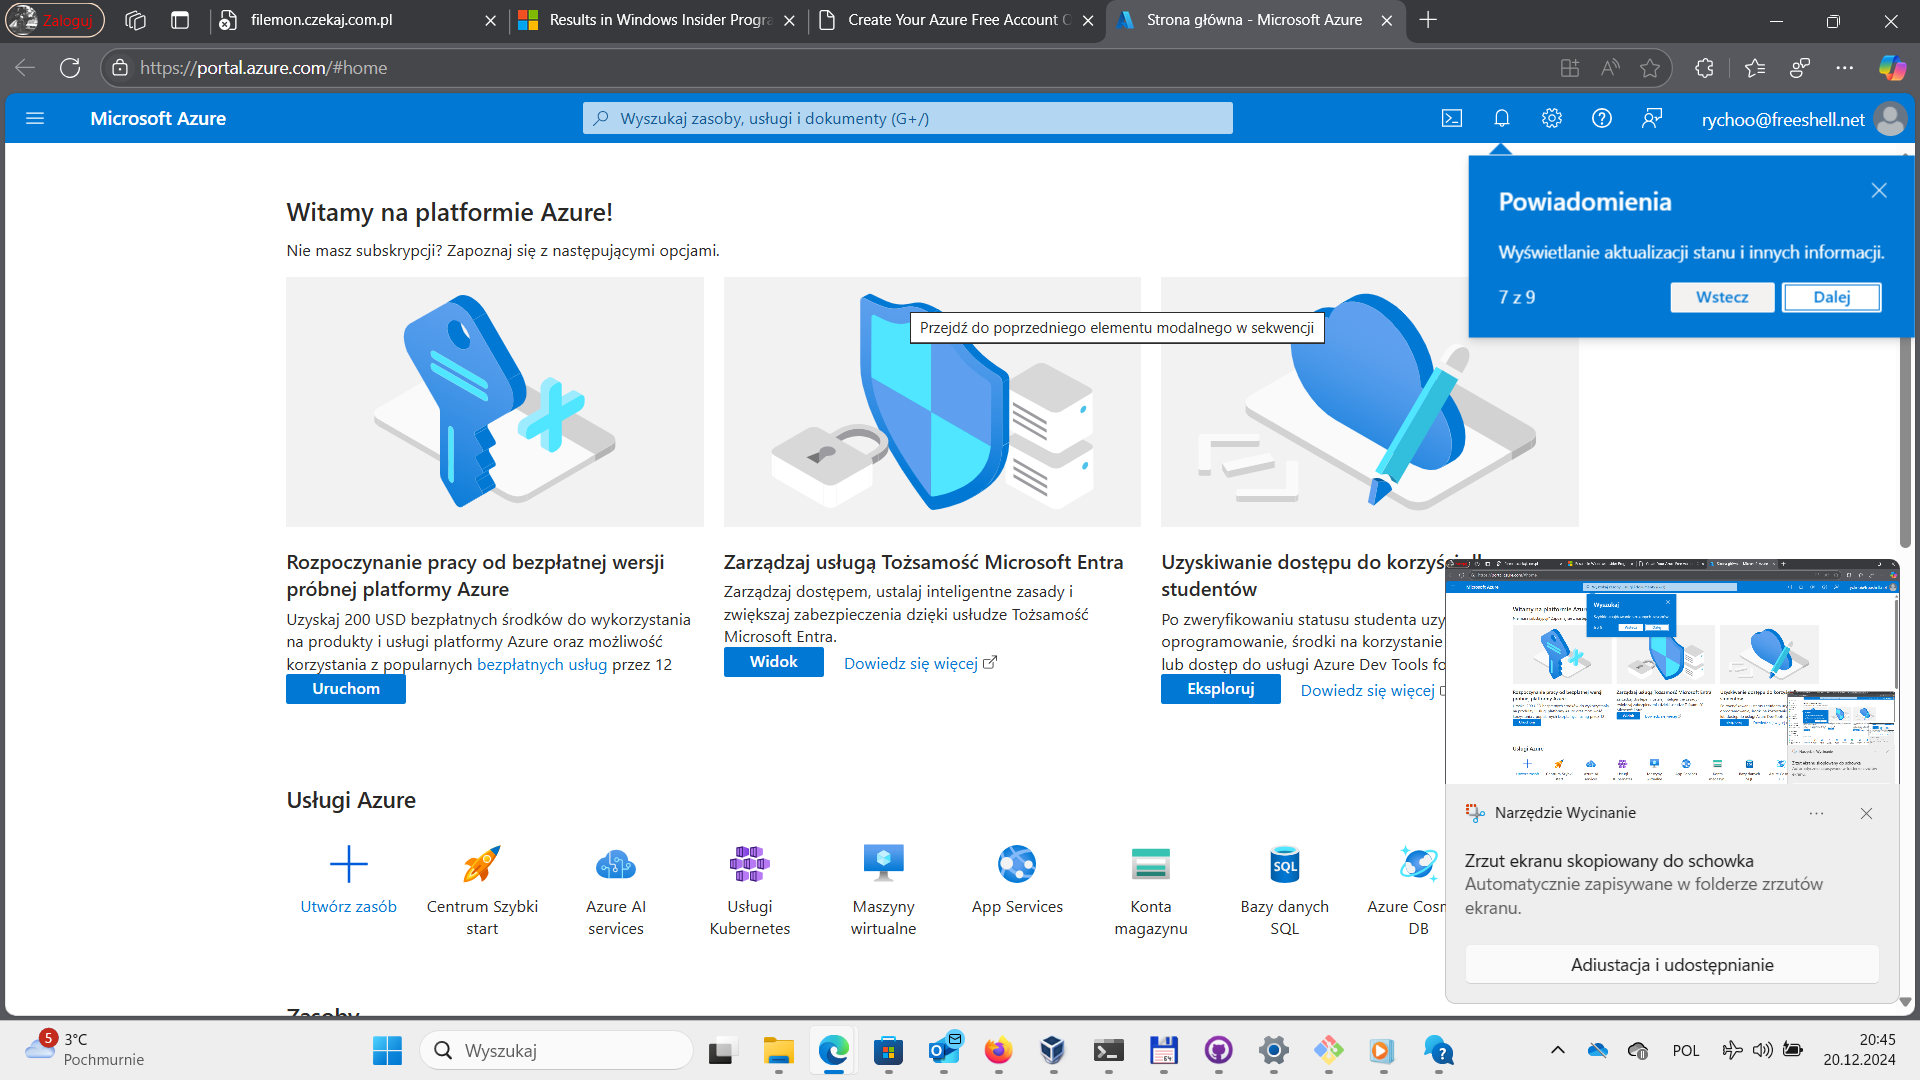 Zaloguj
filemon.czekaj.com.pl
Results in Windows Insider Progra
Create Your Azure Free Account O
Strona główna - Microsoft Azure
https://portal.azure.com/#home
Microsoft Azure
Wyszukaj zasoby, usługi i dokumenty (G+/)
rychoo@freeshell.net
Powiadomienia
Wyświetlanie aktualizacji stanu i innych informacji.
7 z 9
Wstecz
Dalej
Witamy na platformie Azure!
Nie masz subskrypcji? Zapoznaj się z następującymi opcjami.
Przejdź do poprzedniego elementu modalnego w sekwencji
Rozpoczynanie pracy od bezpłatnej wersji
próbnej platformy Azure
Uzyskaj 200 USD bezpłatnych środków do wykorzystania
na produkty i usługi platformy Azure oraz możliwość
korzystania z popularnych bezpłatnych usług przez 12
Uruchom
Zarządzaj usługą Tożsamość Microsoft Entra
Zarządzaj dostępem, ustalaj inteligentne zasady i
zwiększaj zabezpieczenia dzięki usłudze Tożsamość
Microsoft Entra.
Widok
Dowiedz się więcej
Uzyskiwanie dostępu do korzyści dla
studentów
Po zweryfikowaniu statusu studenta uzy
oprogramowanie, środki na korzystanie
lub dostęp do usługi Azure Dev Tools fo
Eksploruj
Dowiedz się więcej
Usługi Azure
Utwórz zasób
Centrum Szybki
start
Azure AI
services
Usługi
Kubernetes
Maszyny
wirtualne
App Services
Konta
magazynu
SQL
Bazy danych
SQL
Azure Cosm
DB
Zasoby
Narzędzie Wycinanie
Zrzut ekranu skopiowany do schowka
Automatycznie zapisywane w folderze zrzutów
ekranu.
Adiustacja i udostępnianie
5
3°C
Pochmurnie
Wyszukaj
64
POL
20:45
20.12.2024